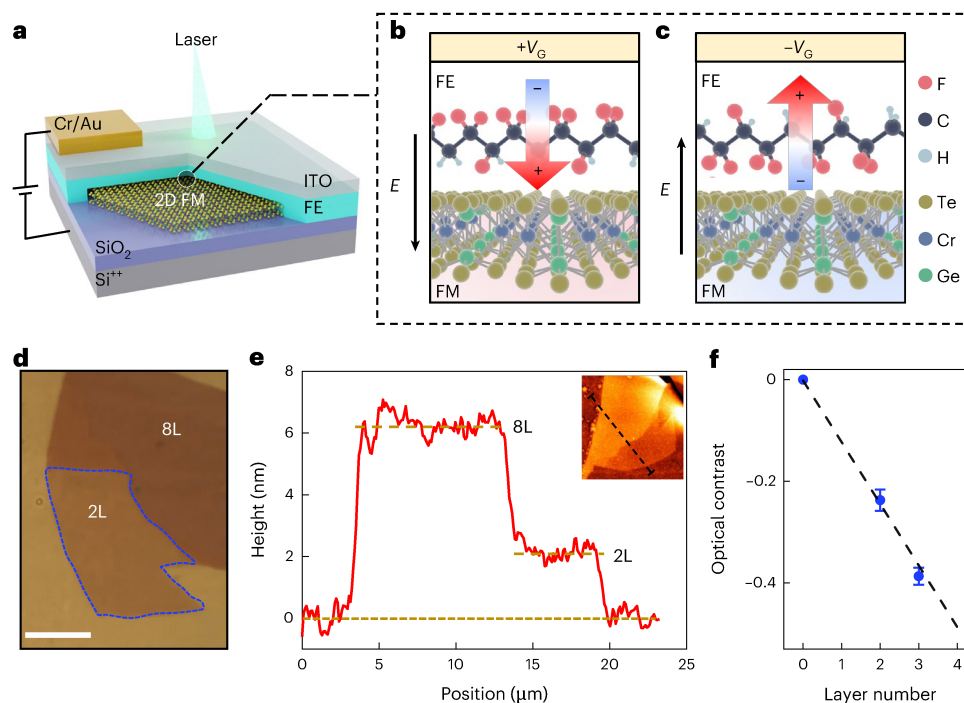 a
Laser
Cr/Au
ITO
FE
2D FM
SiO₂
Si⁺⁺
b
+V_G
FE
−
+
E
FM
c
−V_G
FE
+
−
E
FM
F
C
H
Te
Cr
Ge
d
8L
2L
e
8
6
4
2
0
Height (nm)
8L
2L
0 5 10 15 20 25
Position (μm)
f
0
−0.2
−0.4
Optical contrast
0 1 2 3 4
Layer number